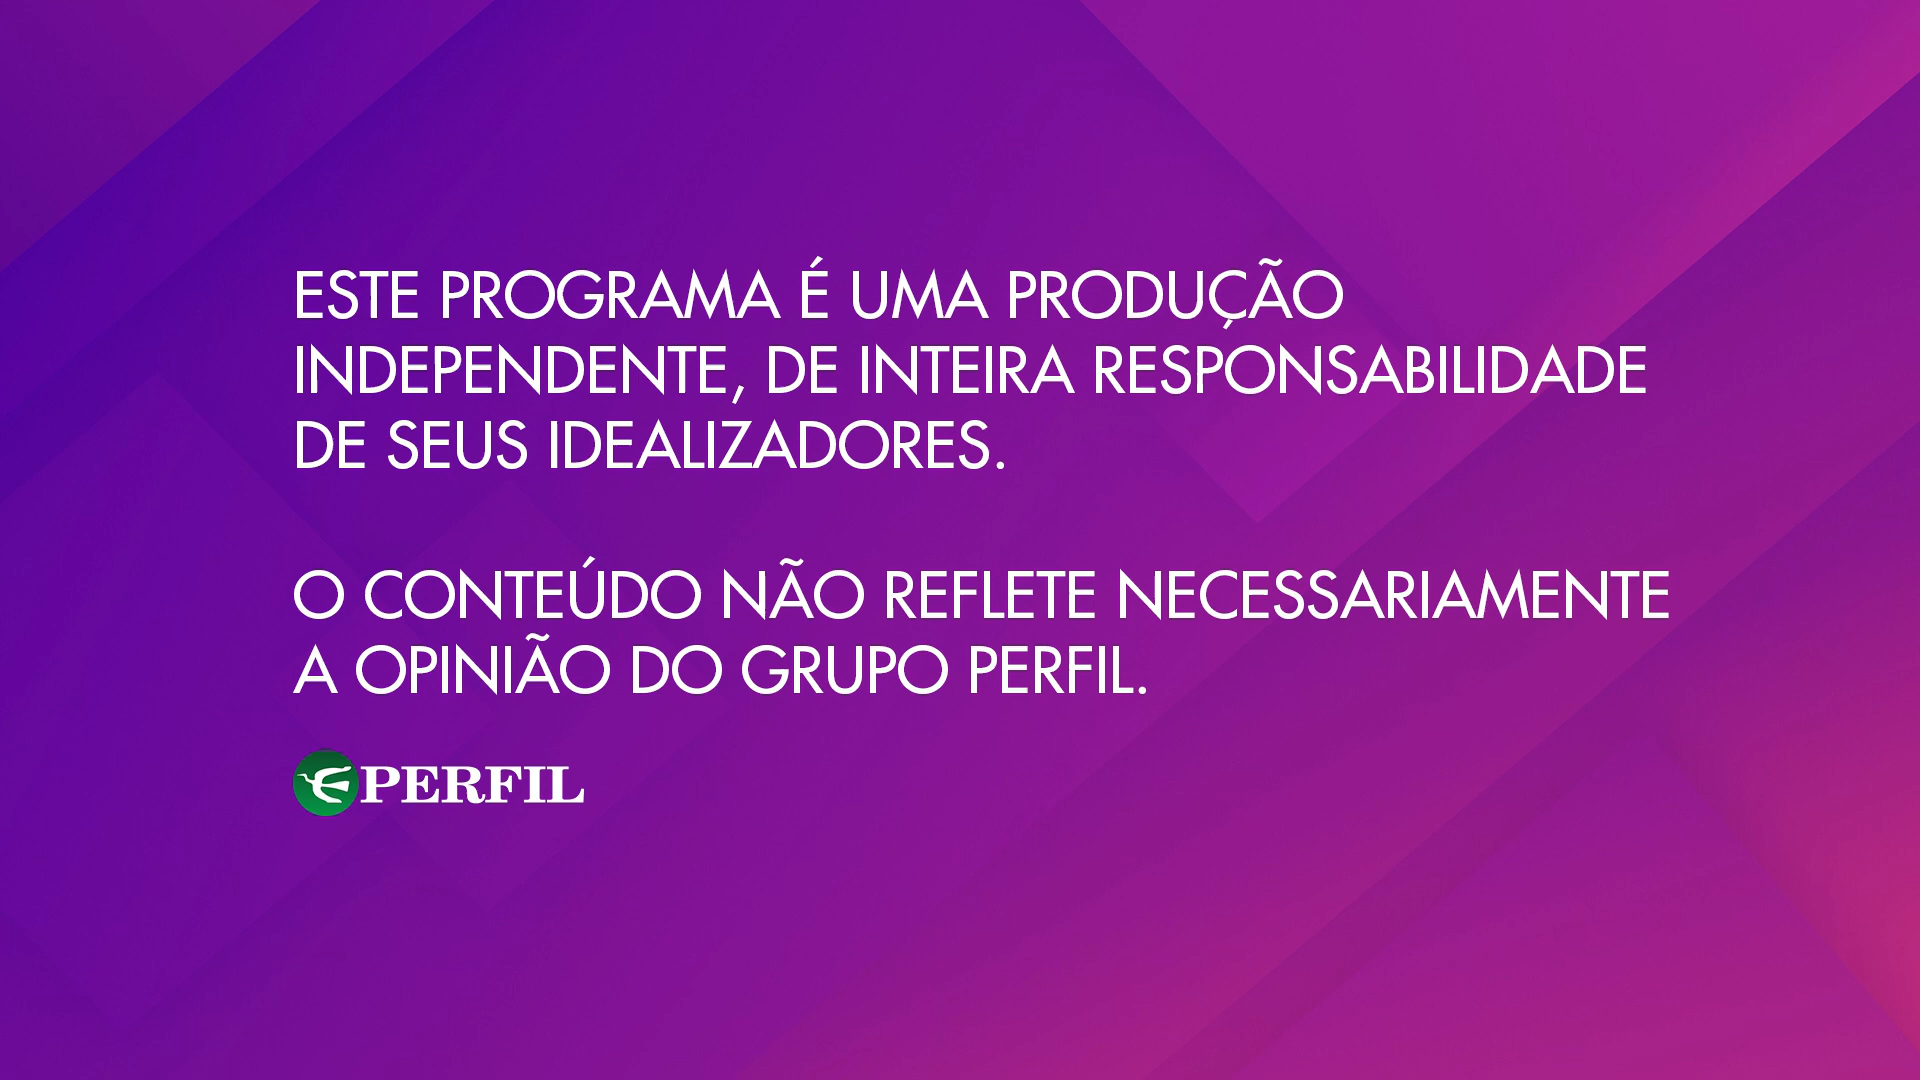 ESTE PROGRAMA É UMA PRODUÇÃO
INDEPENDENTE, DE INTEIRA RESPONSABILIDADE
DE SEUS IDEALIZADORES.
O CONTEÚDO NÃO REFLETE NECESSARIAMENTE
A OPINIÃO DO GRUPO PERFIL.
PERFIL